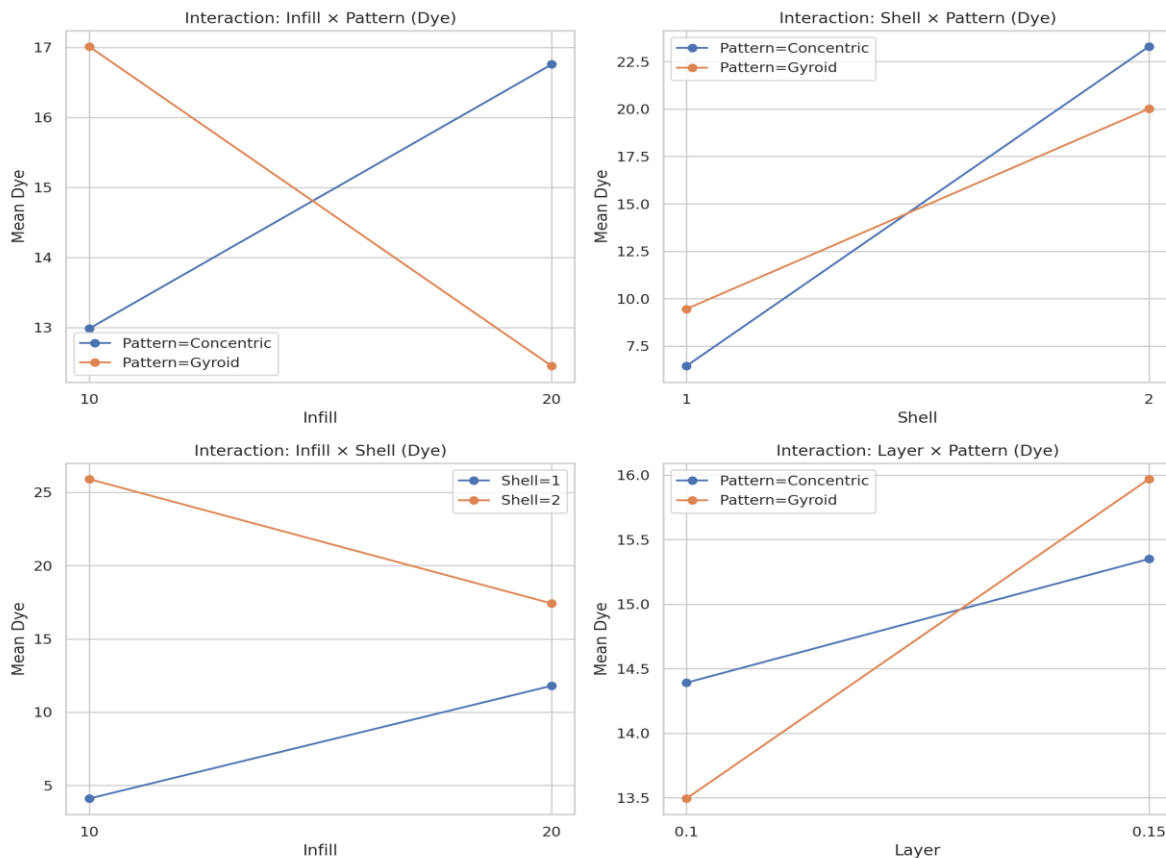 Interaction: Infill × Pattern (Dye)
Mean Dye
17
16
15
14
13
Pattern=Concentric
Pattern=Gyroid
10
20
Infill
Interaction: Shell × Pattern (Dye)
Mean Dye
22.5
20.0
17.5
15.0
12.5
10.0
7.5
Pattern=Concentric
Pattern=Gyroid
1
2
Shell
Interaction: Infill × Shell (Dye)
Mean Dye
25
20
15
10
5
Shell=1
Shell=2
10
20
Infill
Interaction: Layer × Pattern (Dye)
Mean Dye
16.0
15.5
15.0
14.5
14.0
13.5
Pattern=Concentric
Pattern=Gyroid
0.1
0.15
Layer